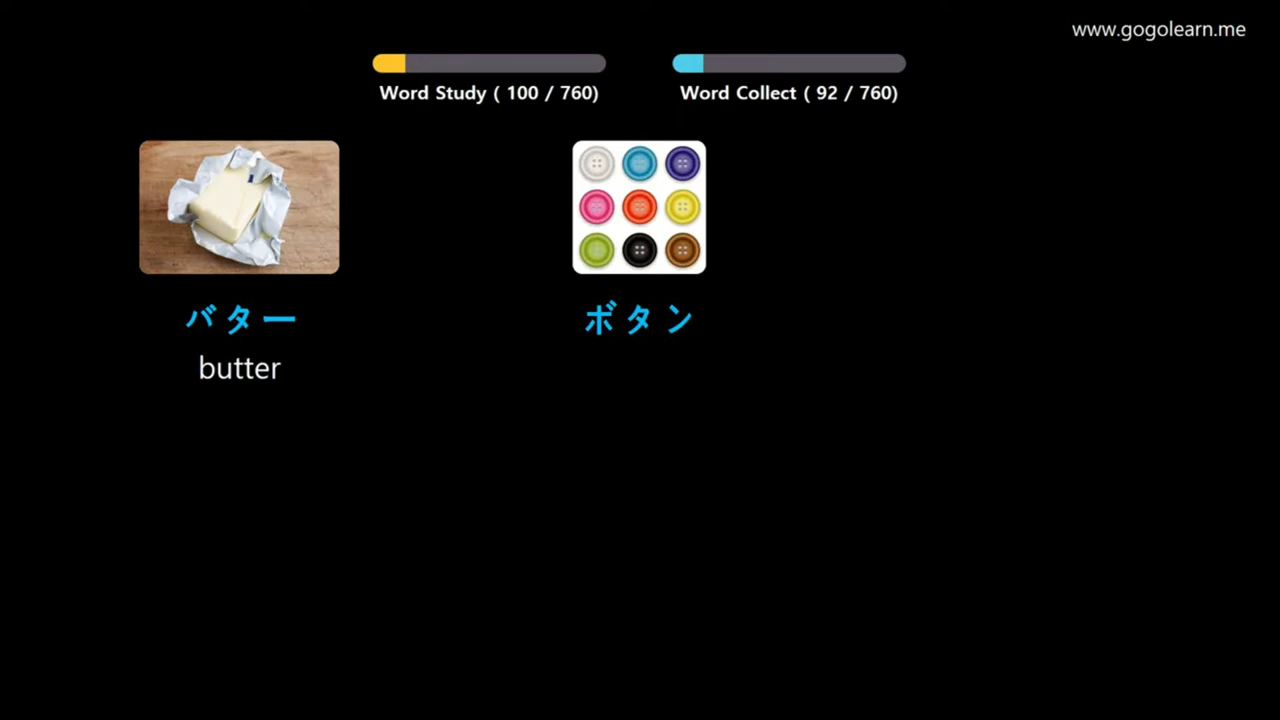 www.gogolearn.me
Word Study ( 100 / 760)
Word Collect ( 92 / 760)
バター
butter
ボタン